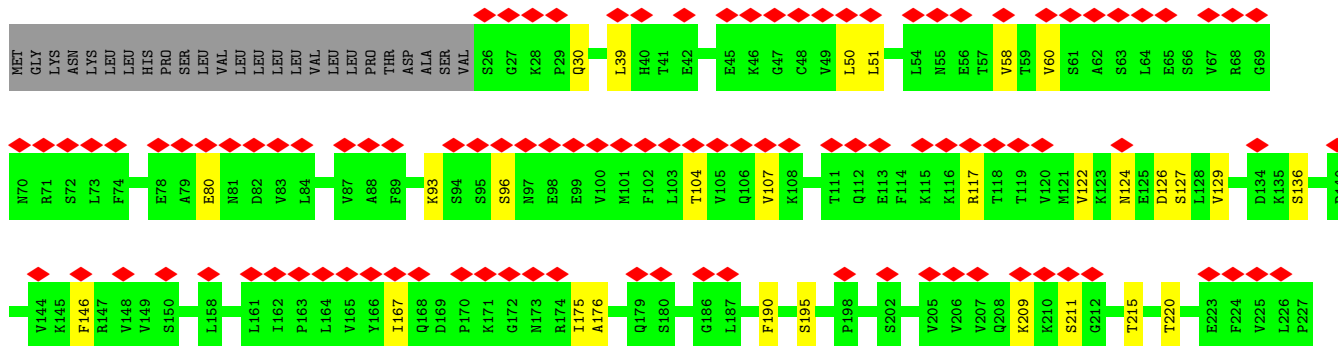 MET GLY LYS ASN LYS LEU LEU HIS PRO SER LEU VAL LEU LEU LEU LEU VAL LEU LEU PRO THR ASP ALA SER VAL S26 G27 K28 P29 Q30 L39 H40 T41 E42 E45 K46 G47 C48 V49 L50 L51 L54 N55 E56 T57 V58 T59 V60 S61 A62 S63 L64 E65 S66 V67 R68 G69
N70 R71 S72 L73 F74 E78 A79 E80 N81 D82 V83 L84 V87 A88 F89 K93 S94 S95 S96 N97 E98 E99 V100 M101 F102 L103 T104 V105 Q106 V107 K108 T111 Q112 E113 F114 K115 K116 R117 T118 T119 V120 M121 V122 K123 N124 E125 D126 S127 L128 V129 D134 K135 S136
V144 K145 F146 R147 V148 V149 S150 L158 L161 I162 P163 L164 V165 Y166 I167 Q168 D169 P170 K171 G172 N173 R174 I175 A176 Q179 S180 G186 L187 F190 S195 P198 S202 V205 V206 V207 Q208 K209 K210 S211 G212 T215 T220 E223 F224 V225 L226 P227